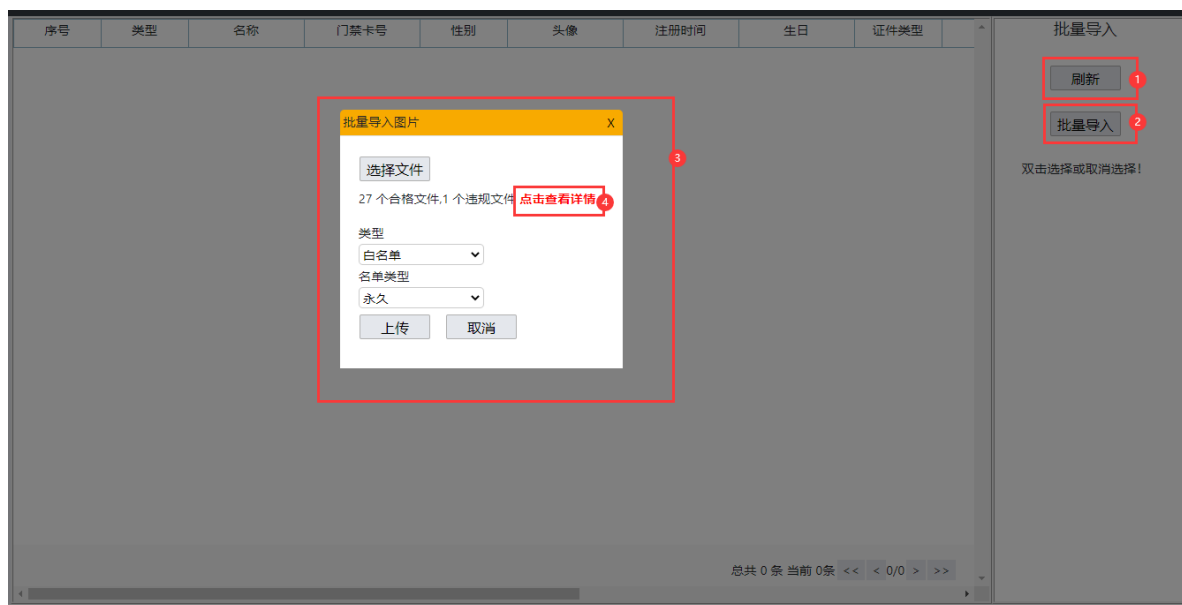 序号 类型 名称 门禁卡号 性别 头像 注册时间 生日 证件类型
批量导入
刷新 1
批量导入 2
双击选择或取消选择!
批量导入图片 X
3
选择文件
27 个合格文件,1 个违规文件 点击查看详情 4
类型
白名单
名单类型
永久
上传 取消
总共 0 条 当前 0条 << < 0/0 > >>